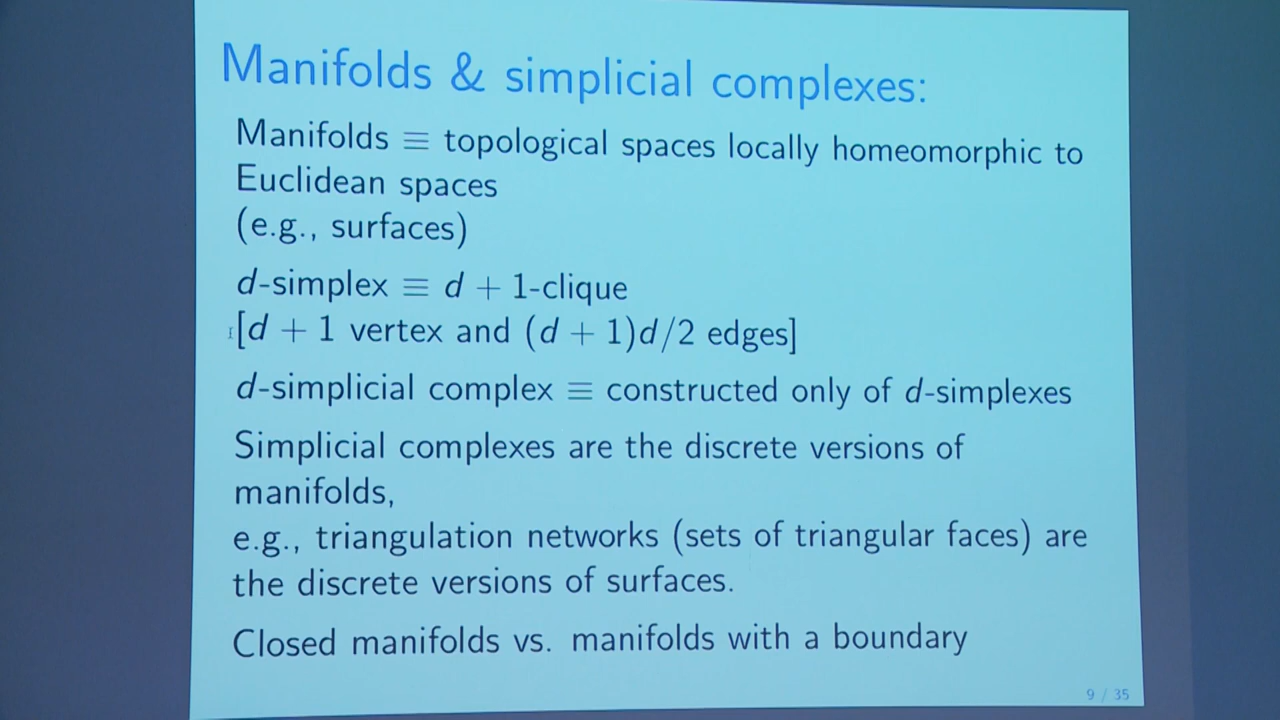 Manifolds & simplicial complexes:
Manifolds ≡ topological spaces locally homeomorphic to
Euclidean spaces
(e.g., surfaces)
d-simplex ≡ d + 1-clique
[d + 1 vertex and (d + 1)d/2 edges]
d-simplicial complex ≡ constructed only of d-simplexes
Simplicial complexes are the discrete versions of
manifolds,
e.g., triangulation networks (sets of triangular faces) are
the discrete versions of surfaces.
Closed manifolds vs. manifolds with a boundary
9 / 35